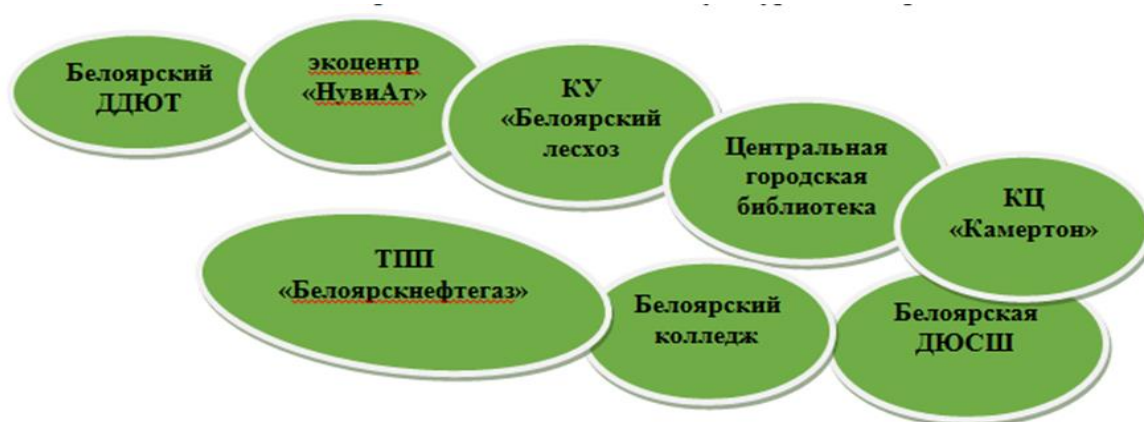 Белоярский
ДДЮТ
экоцентр
«НувиАт»
КУ
«Белоярский
лесхоз
Центральная
городская
библиотека
КЦ
«Камертон»
ТПП
«Белоярскнефтегаз»
Белоярский
колледж
Белоярская
ДЮСШ